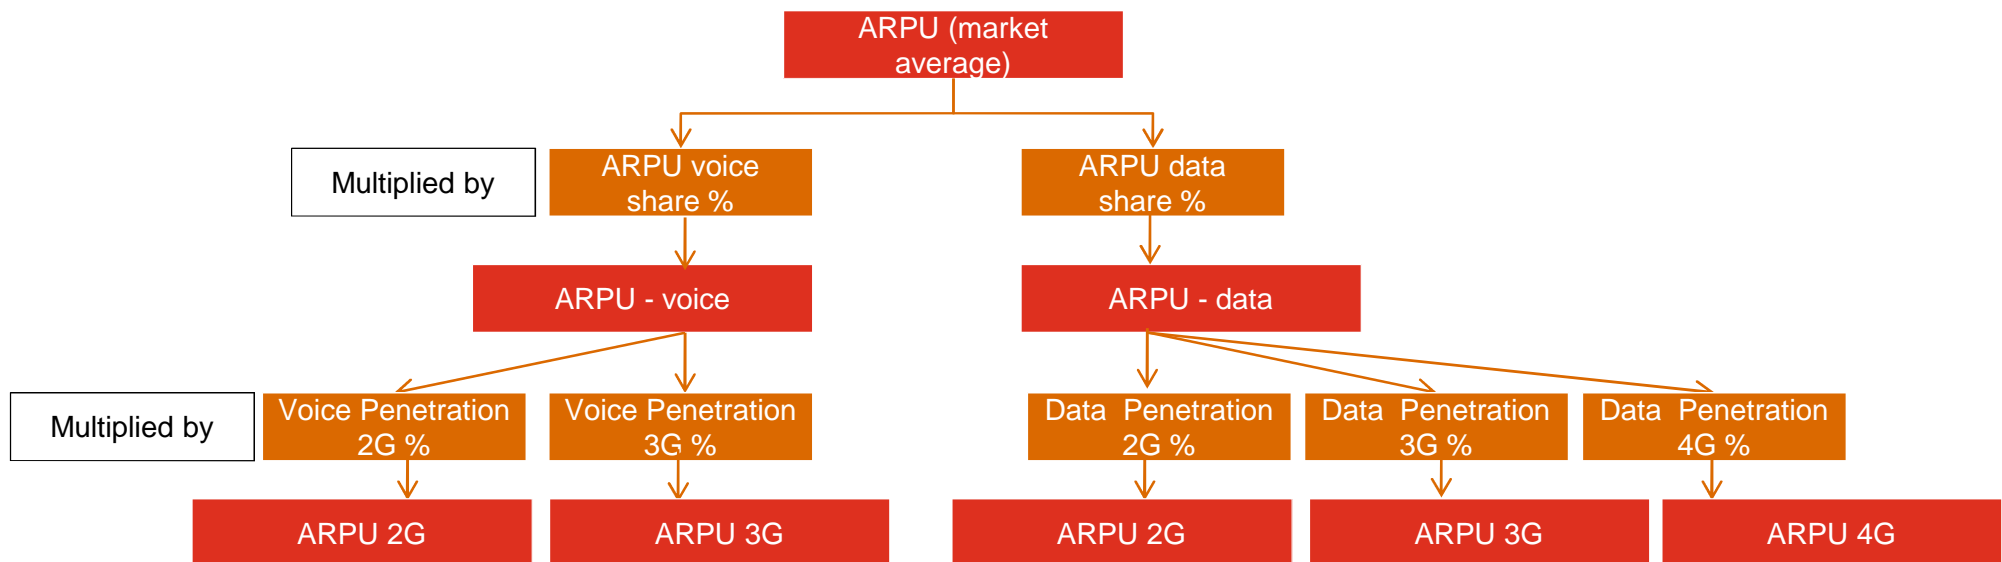 ARPU (market
average)
Multiplied by
ARPU voice
share %
ARPU data
share %
ARPU - voice
ARPU - data
Multiplied by
Voice Penetration
2G %
Voice Penetration
3G %
Data  Penetration
2G %
Data  Penetration
3G %
Data  Penetration
4G %
ARPU 2G
ARPU 3G
ARPU 2G
ARPU 3G
ARPU 4G